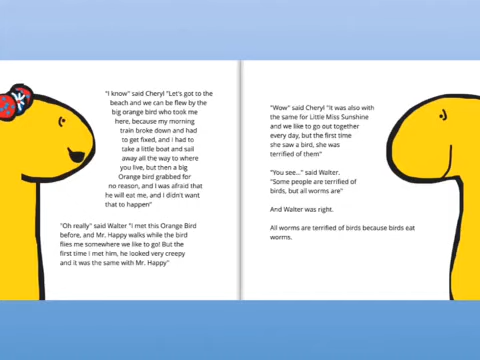 "I know" said Cheryl "Let's got to the
beach and we can be flew by the
big orange bird who took me
here, because my morning
train broke down and had
to get fixed, and i had to
take a little boat and sail
away all the way to where
you live, but then a big
Orange bird grabbed for
no reason, and I was afraid that
he will eat me, and I didn't want
that to happen"
"Oh really" said Walter "I met this Orange Bird
before, and Mr. Happy walks while the bird
flies me somewhere we like to go! But the
first time i met him, he looked very creepy
and it was the same with Mr. Happy"
"Wow" said Cheryl "It was also with
the same for Little Miss Sunshine
and we like to go out together
every day, but the first time
she saw a bird, she was
terrified of them"
"You see..." said Walter.
"Some people are terrified of
birds, but all worms are"
And Walter was right.
All worms are terrified of birds because birds eat
worms.